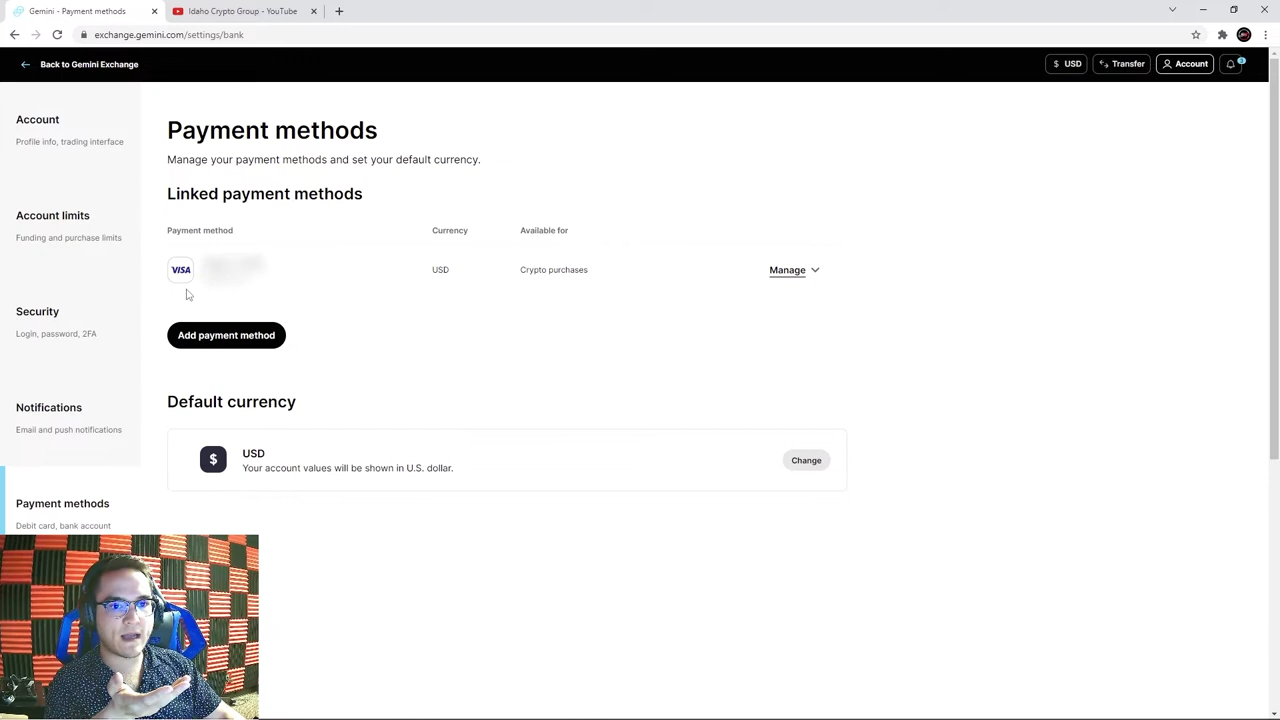 Gemini - Payment methods
Idaho Crypto Group - YouTube
exchange.gemini.com/settings/bank
Back to Gemini Exchange
$ USD
Transfer
Account
3
Account
Profile info, trading interface
Account limits
Funding and purchase limits
Security
Login, password, 2FA
Notifications
Email and push notifications
Payment methods
Debit card, bank account
Payment methods
Manage your payment methods and set your default currency.
Linked payment methods
Payment method Currency Available for
VISA USD Crypto purchases Manage
Add payment method
Default currency
$ USD
Your account values will be shown in U.S. dollar.
Change